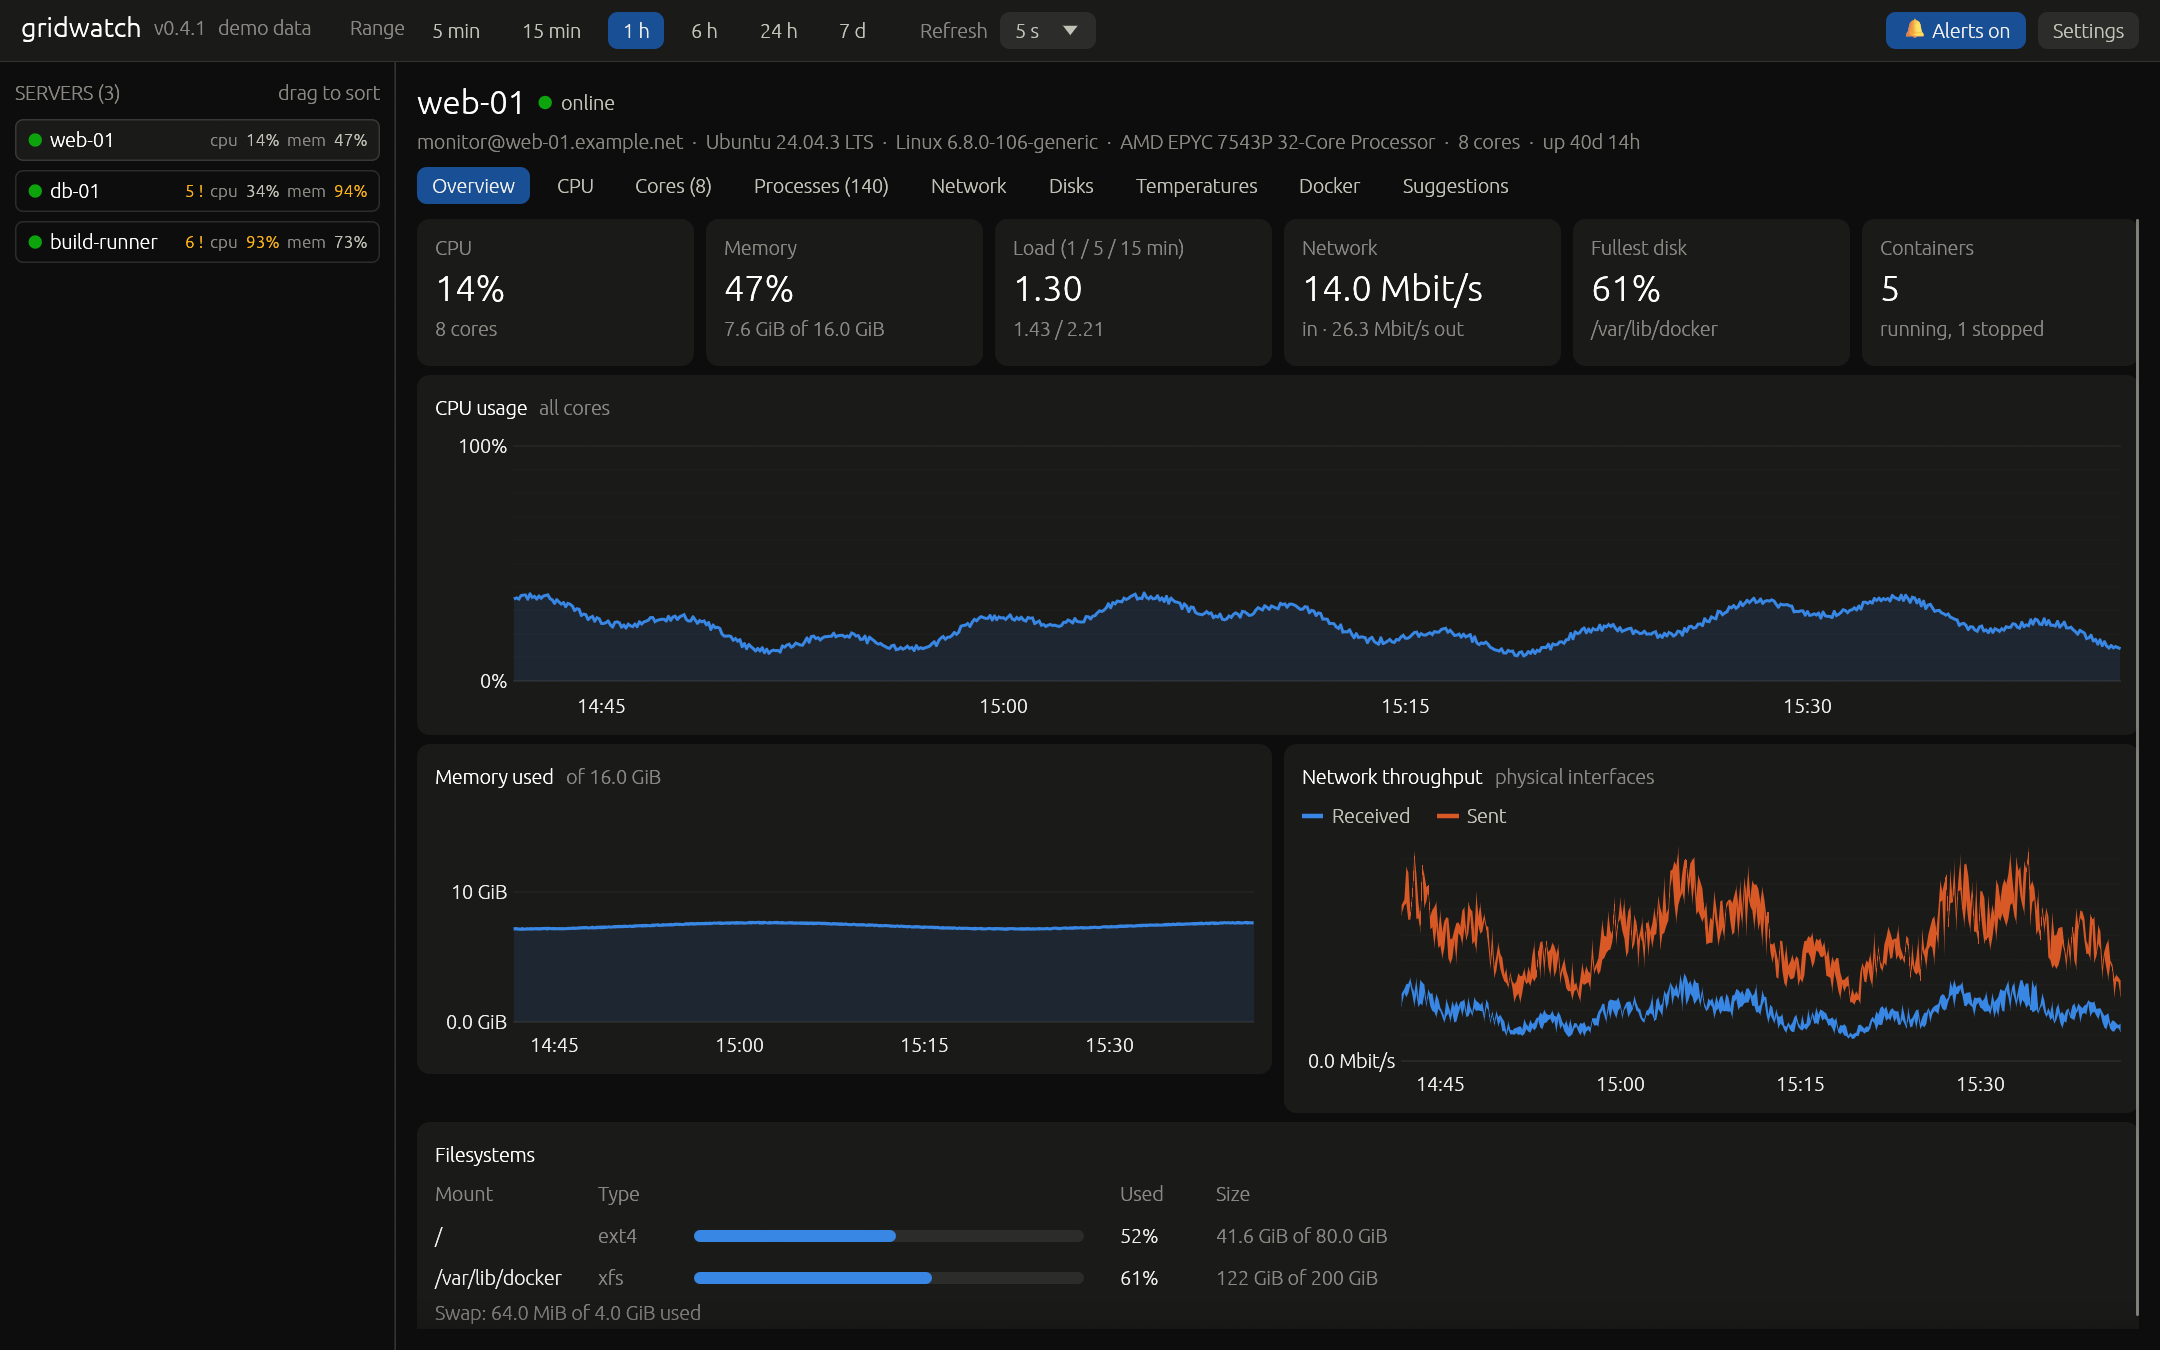 gridwatch v0.4.1 demo data Range 5 min 15 min 1 h 6 h 24 h 7 d Refresh 5 s Alerts on Settings
SERVERS (3) drag to sort
web-01 cpu 14% mem 47%
db-01 5 ! cpu 34% mem 94%
build-runner 6 ! cpu 93% mem 73%
web-01 online
monitor@web-01.example.net · Ubuntu 24.04.3 LTS · Linux 6.8.0-106-generic · AMD EPYC 7543P 32-Core Processor · 8 cores · up 40d 14h
Overview CPU Cores (8) Processes (140) Network Disks Temperatures Docker Suggestions
CPU
14%
8 cores
Memory
47%
7.6 GiB of 16.0 GiB
Load (1 / 5 / 15 min)
1.30
1.43 / 2.21
Network
14.0 Mbit/s
in · 26.3 Mbit/s out
Fullest disk
61%
/var/lib/docker
Containers
5
running, 1 stopped
CPU usage all cores
100%
0%
14:45 15:00 15:15 15:30
Memory used of 16.0 GiB
10 GiB
0.0 GiB
14:45 15:00 15:15 15:30
Network throughput physical interfaces
Received Sent
0.0 Mbit/s
14:45 15:00 15:15 15:30
Filesystems
Mount Type Used Size
/ ext4 52% 41.6 GiB of 80.0 GiB
/var/lib/docker xfs 61% 122 GiB of 200 GiB
Swap: 64.0 MiB of 4.0 GiB used